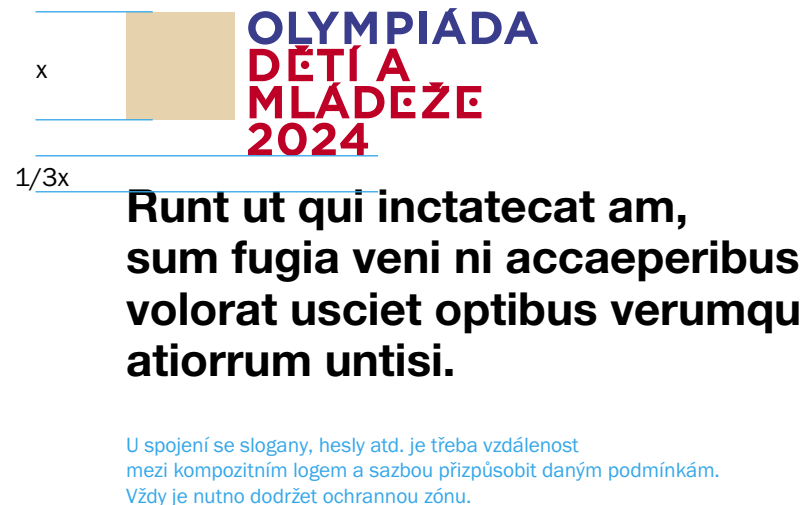 OLYMPIÁDA
DĚTÍ A
MLÁDEŽE
2024
x
1/3x
Runt ut qui inctatecat am,
sum fugia veni ni accaeperibus
volorat usciet optibus verumqu
atiorrum untisi.
U spojení se slogany, hesly atd. je třeba vzdálenost
mezi kompozitním logem a sazbou přizpůsobit daným podmínkám.
Vždy je nutno dodržet ochrannou zónu.